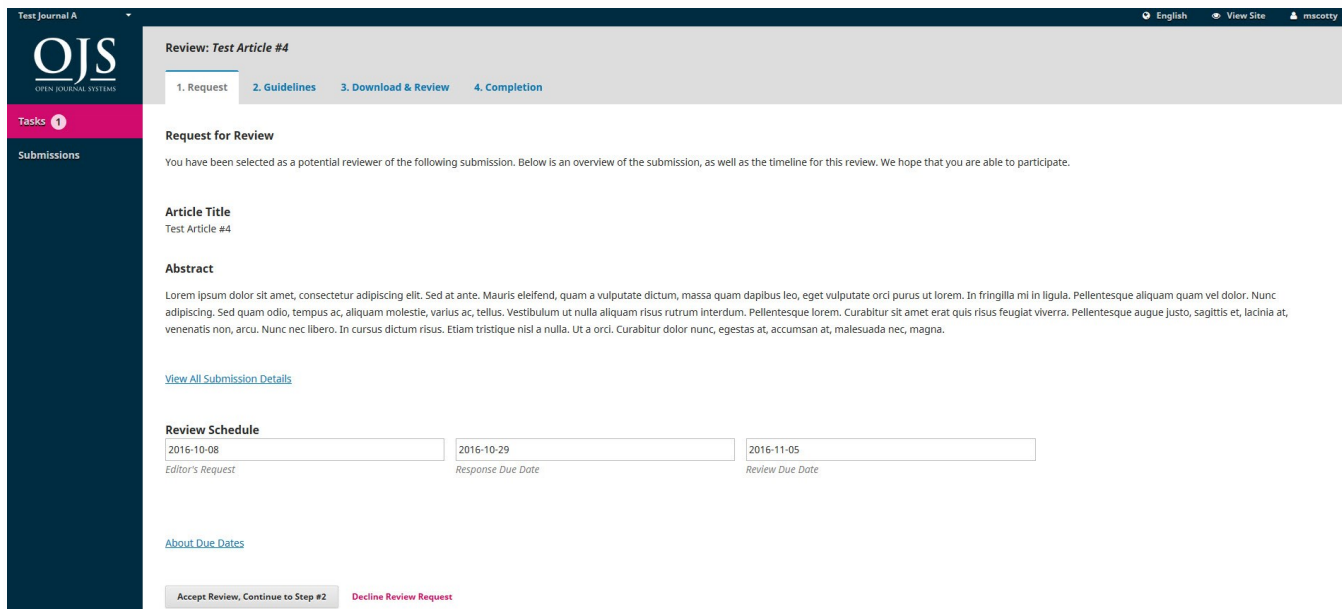 Test Journal A
English View Site mscotty
OJS
OPEN JOURNAL SYSTEMS
Tasks 1
Submissions
Review: Test Article #4
1. Request 2. Guidelines 3. Download & Review 4. Completion
Request for Review
You have been selected as a potential reviewer of the following submission. Below is an overview of the submission, as well as the timeline for this review. We hope that you are able to participate.
Article Title
Test Article #4
Abstract
Lorem ipsum dolor sit amet, consectetur adipiscing elit. Sed at ante. Mauris eleifend, quam a vulputate dictum, massa quam dapibus leo, eget vulputate orci purus ut lorem. In fringilla mi in ligula. Pellentesque aliquam quam vel dolor. Nunc
adipiscing. Sed quam odio, tempus ac, aliquam molestie, varius ac, tellus. Vestibulum ut nulla aliquam risus rutrum interdum. Pellentesque lorem. Curabitur sit amet erat quis risus feugiat viverra. Pellentesque augue justo, sagittis et, lacinia at,
venenatis non, arcu. Nunc nec libero. In cursus dictum risus. Etiam tristique nisl a nulla. Ut a orci. Curabitur dolor nunc, egestas at, accumsan at, malesuada nec, magna.
View All Submission Details
Review Schedule
2016-10-08 2016-10-29 2016-11-05
Editor's Request Response Due Date Review Due Date
About Due Dates
Accept Review, Continue to Step #2 Decline Review Request